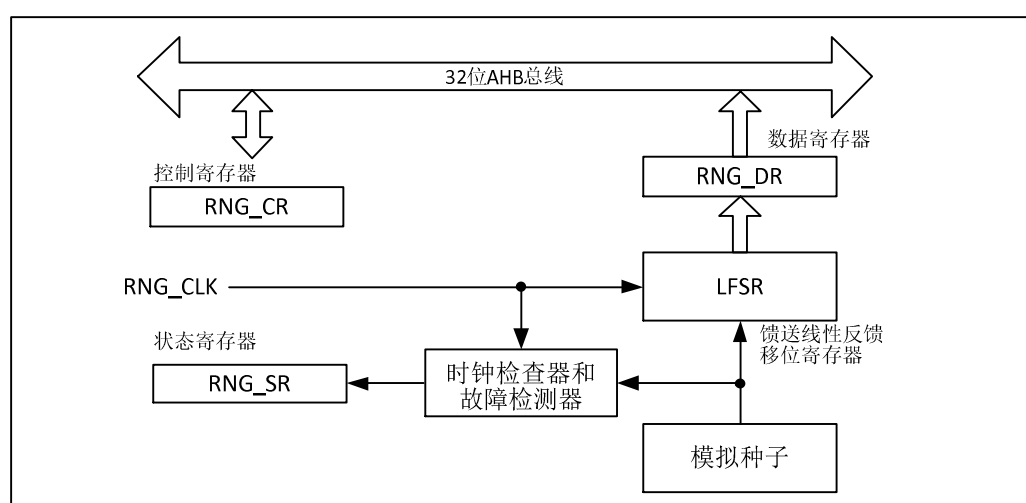 32位AHB总线
数据寄存器
控制寄存器
RNG_DR
RNG_CR
RNG_CLK
LFSR
状态寄存器
馈送线性反馈
移位寄存器
RNG_SR
时钟检查器和
故障检测器
模拟种子